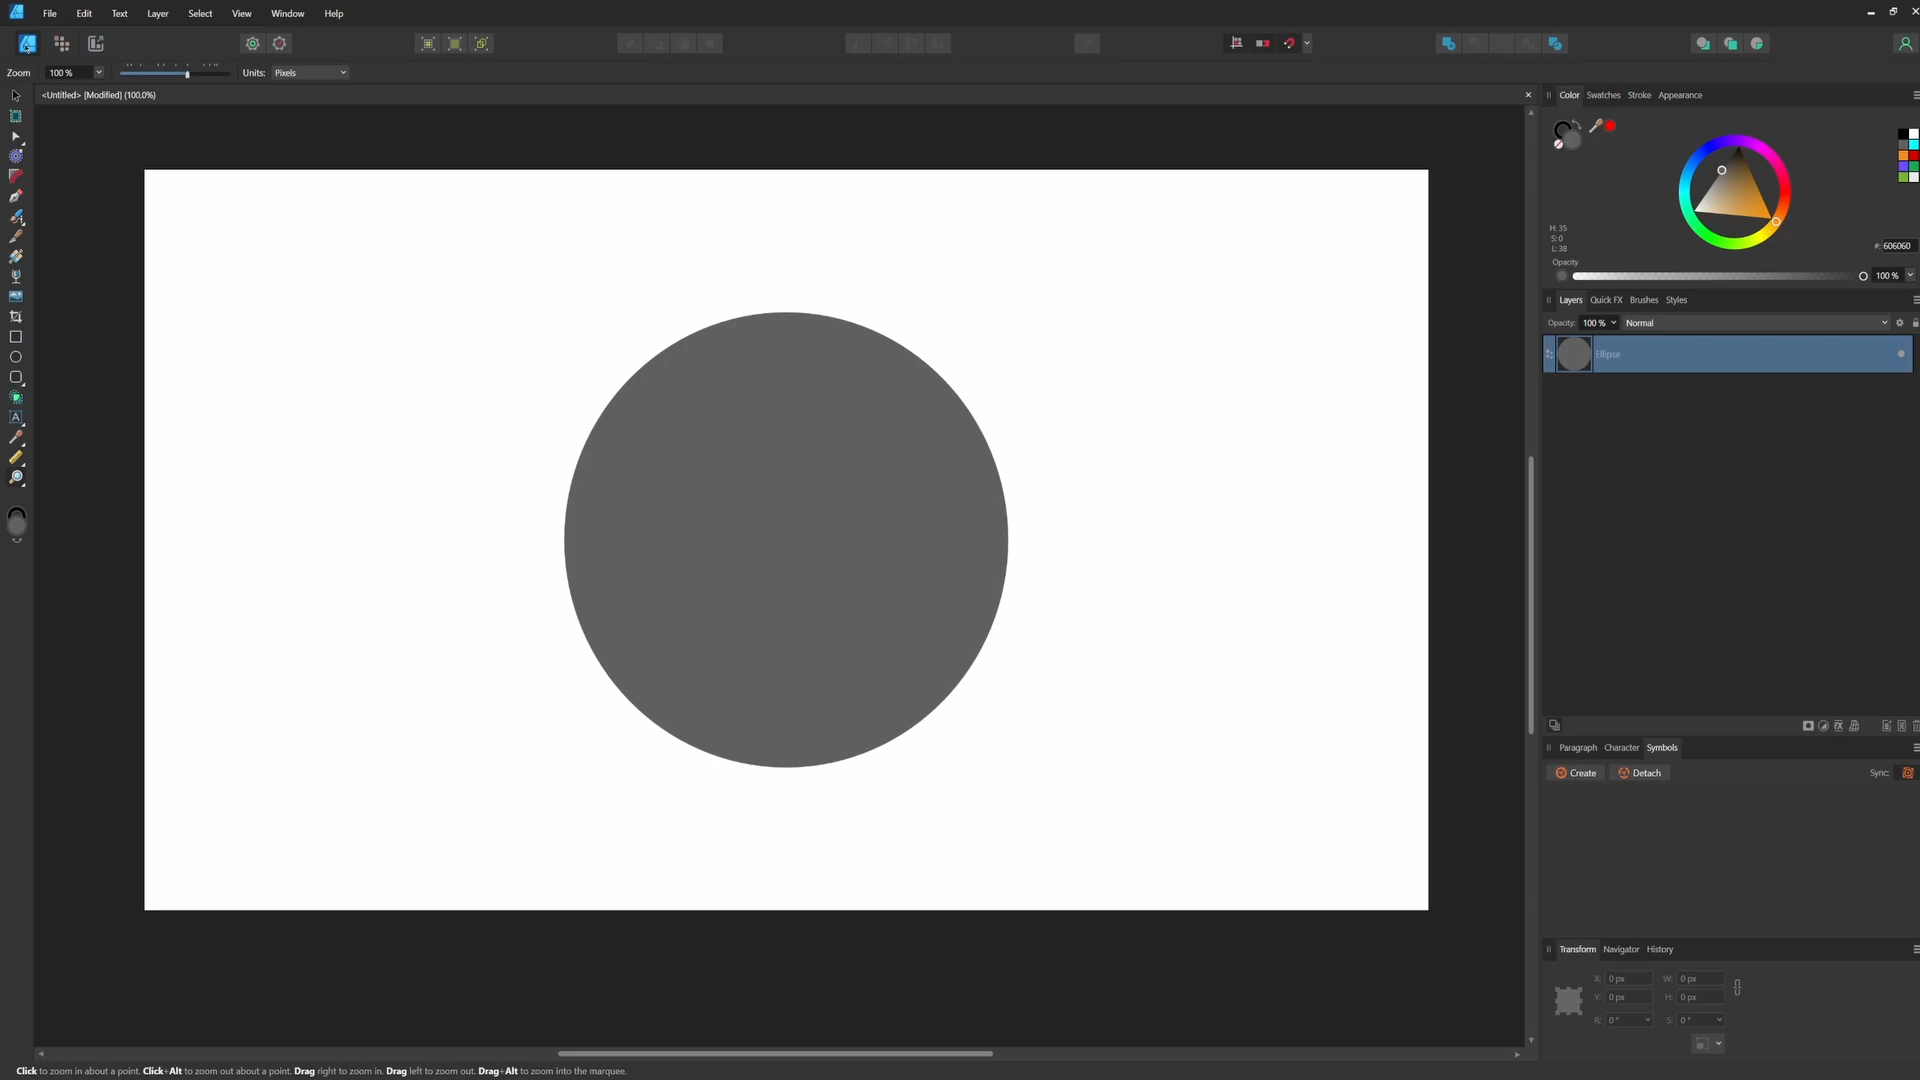 File Edit Text Layer Select View Window Help
Zoom 100 % Units: Pixels
<Untitled> [Modified] (100.0%)
Color Swatches Stroke Appearance
H: 35
S: 0
L: 38
#: 606060
Opacity
100 %
Layers Quick FX Brushes Styles
Opacity: 100 % Normal
Ellipse
Paragraph Character Symbols
Create Detach Sync:
Transform Navigator History
X: 0 px W: 0 px
Y: 0 px H: 0 px
R: 0 ° S: 0 °
Click to zoom in about a point. Click+Alt to zoom out about a point. Drag right to zoom in. Drag left to zoom out. Drag+Alt to zoom into the marquee.